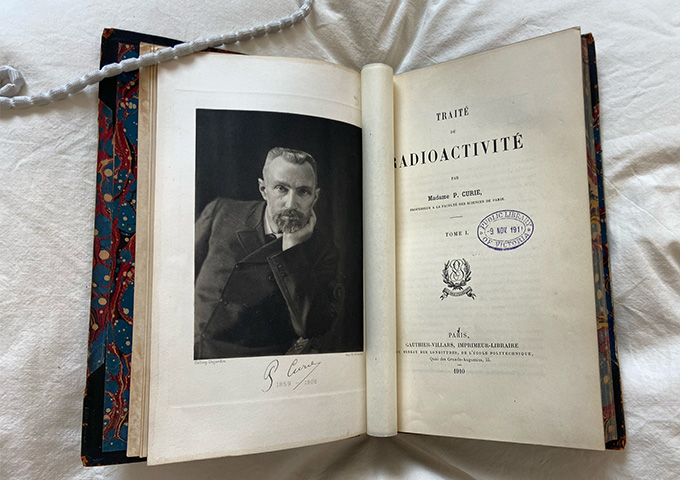 P. Curie
1859 1906
TRAITÉ
DE
RADIOACTIVITÉ
PAR
Madame P. CURIE,
PROFESSEUR A LA FACULTÉ DES SCIENCES DE PARIS
TOME I.
PUBLIC LIBRARY
-9 NOV. 1911
OF VICTORIA
PARIS,
GAUTHIER-VILLARS, IMPRIMEUR-LIBRAIRE
BUREAU DES LONGITUDES, DE L'ÉCOLE POLYTECHNIQUE,
Quai des Grands-Augustins, 55.
1910